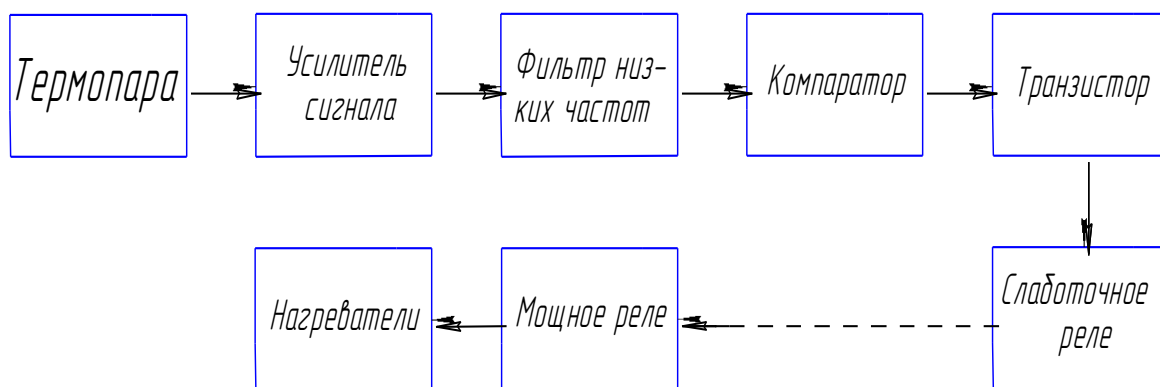 Термопара
Усилитель
сигнала
Фильтр низ-
ких частот
Компаратор
Транзистор
Нагреватели
Мощное реле
Слаботочное
реле